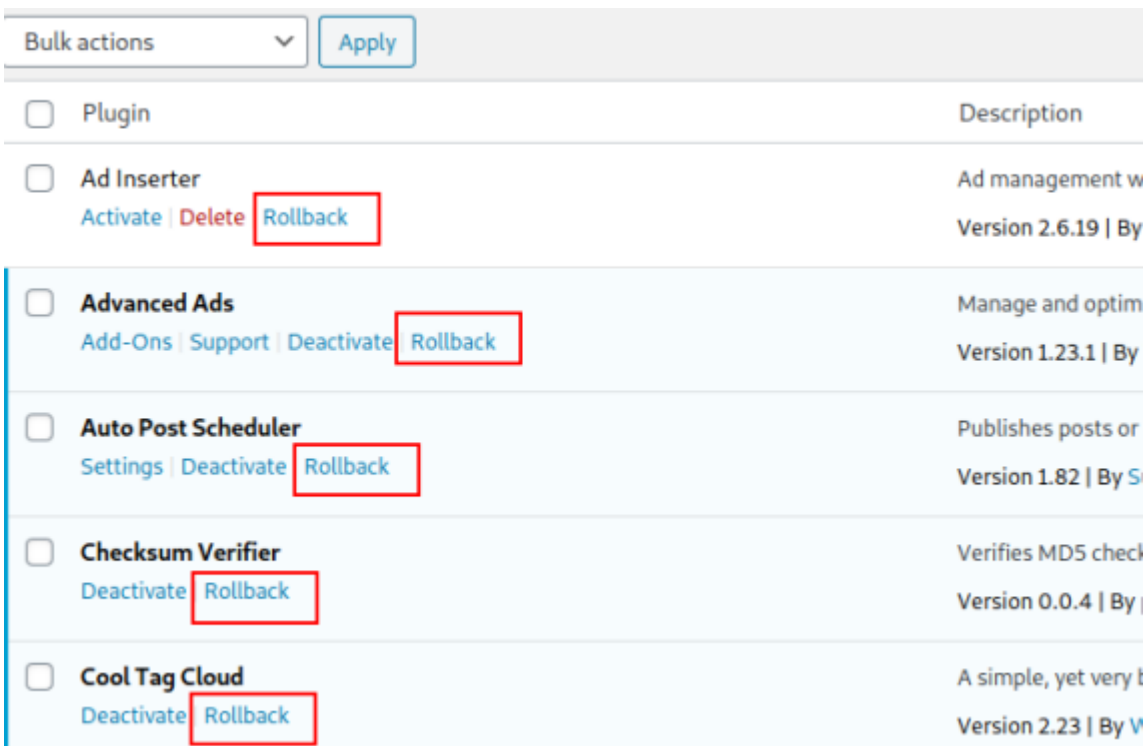 Bulk actions Apply
Plugin Description
Ad Inserter Ad management
Activate | Delete | Rollback Version 2.6.19 | By
Advanced Ads Manage and optim
Add-Ons | Support | Deactivate | Rollback Version 1.23.1 | By
Auto Post Scheduler Publishes posts or
Settings | Deactivate | Rollback Version 1.82 | By
Checksum Verifier Verifies MD5 check
Deactivate | Rollback Version 0.0.4 | By
Cool Tag Cloud A simple, yet very
Deactivate | Rollback Version 2.23 | By